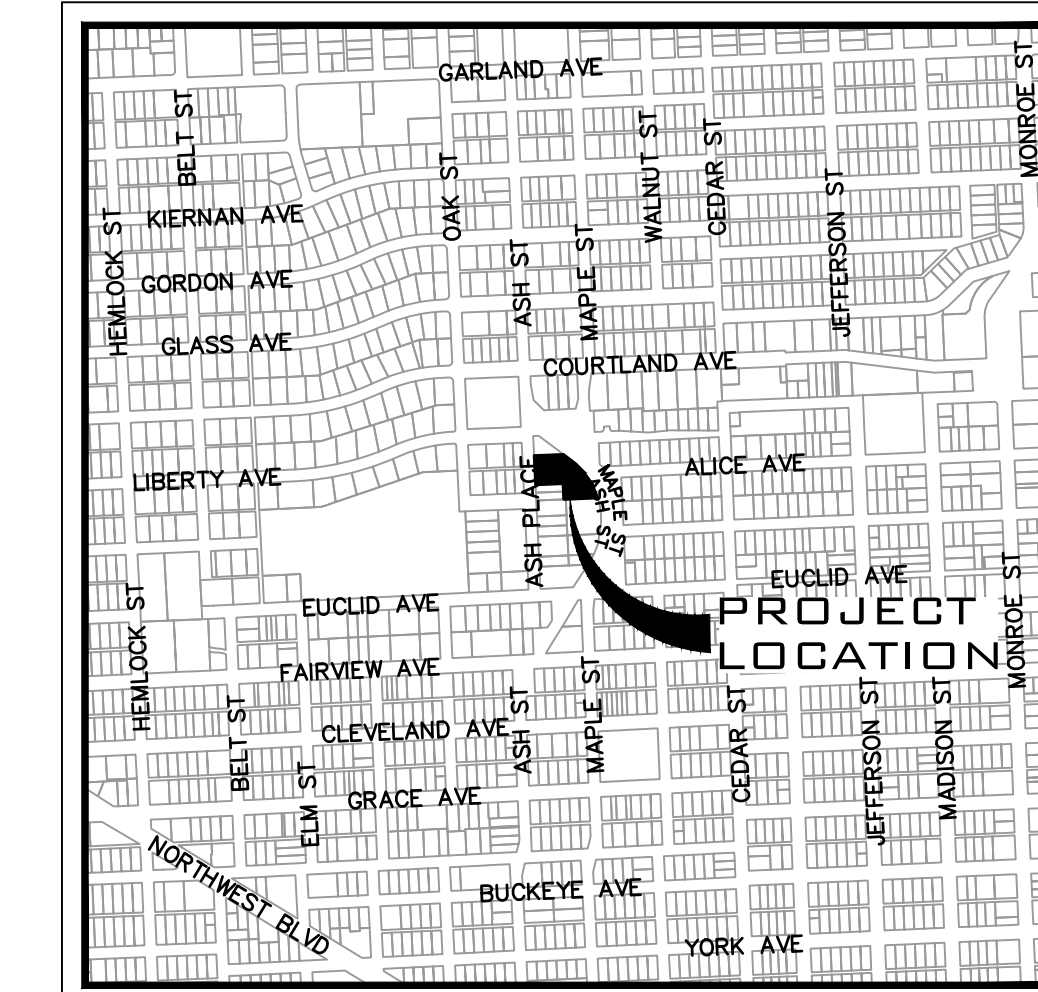 GARLAND AVE
MONROE ST
BELT ST
WALNUT ST
CEDAR ST
OAK ST
JEFFERSON ST
KIERNAN AVE
HEMLOCK ST
ASH ST
MAPLE ST
GORDON AVE
GLASS AVE
COURTLAND AVE
LIBERTY AVE
ASH PLACE
MAPLE ST
ASH ST
ALICE AVE
EUCLID AVE
EUCLID AVE
MONROE ST
HEMLOCK ST
PROJECT
LOCATION
FAIRVIEW AVE
ASH ST
MAPLE ST
CEDAR ST
JEFFERSON ST
MADISON ST
BELT ST
CLEVELAND AVE
ELM ST
GRACE AVE
NORTHWEST BLVD
BUCKEYE AVE
YORK AVE